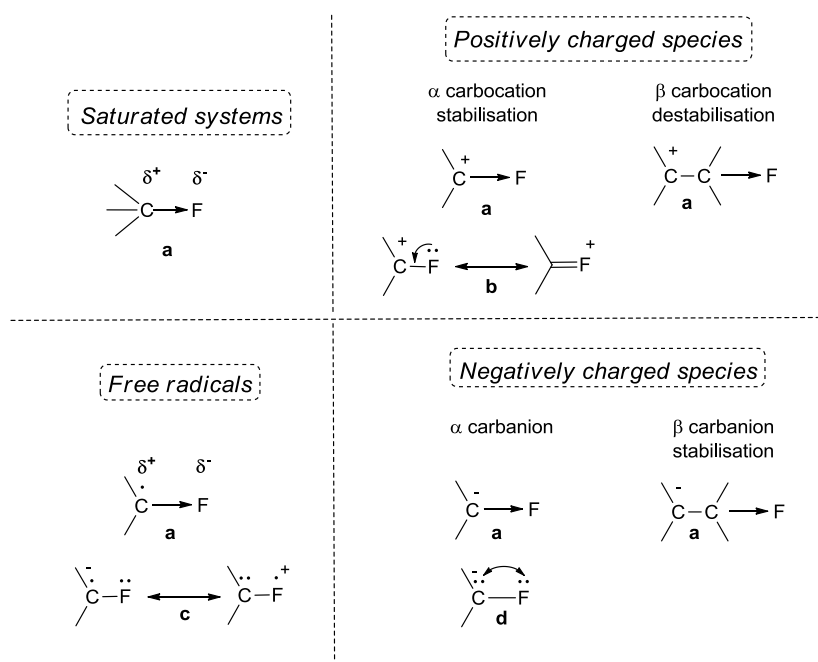 Saturated systems
δ+ δ-
C F
a
Positively charged species
α carbocation
stabilisation
β carbocation
destabilisation
+
C F
a
+
C C F
a
+ ..
C F
b
+
F
Free radicals
δ+ δ-
.
C F
a
- . ..
C F
c
.. .+
C F
Negatively charged species
α carbanion
β carbanion
stabilisation
-
C F
a
-
C C F
a
- .. ..
C F
d